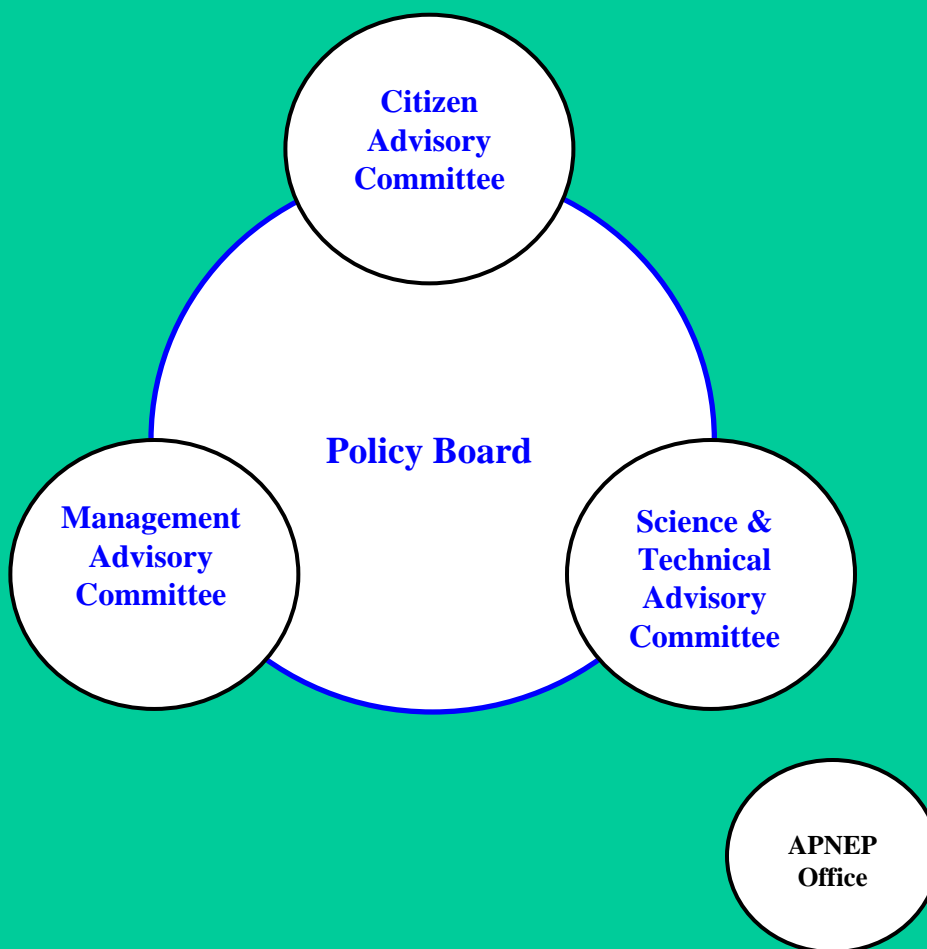 Citizen
Advisory
Committee
Policy Board
Management
Advisory
Committee
Science &
Technical
Advisory
Committee
APNEP
Office